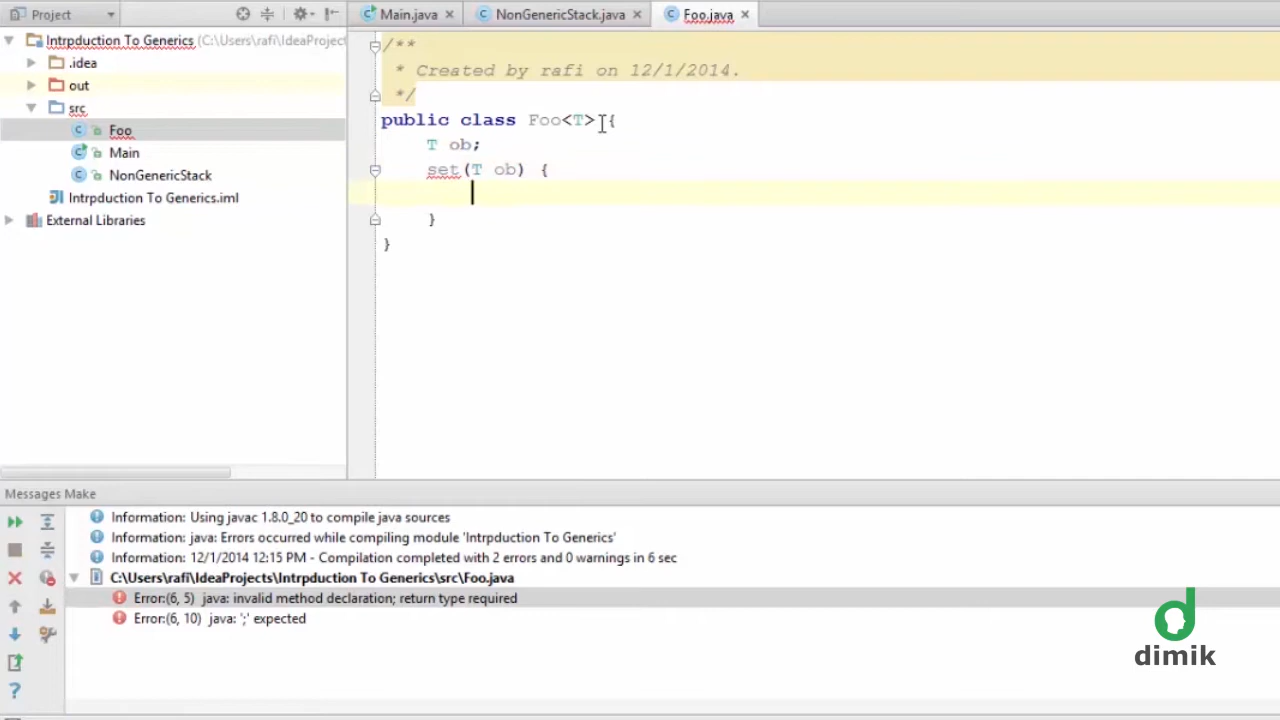 Project
Main.java
NonGenericStack.java
Foo.java
Intrpduction To Generics (C:\Users\rafi\IdeaProject
.idea
out
src
Foo
Main
NonGenericStack
Intrpduction To Generics.iml
External Libraries
/**
* Created by rafi on 12/1/2014.
*/
public class Foo<T> {
T ob;
set(T ob) {
}
}
Messages Make
Information: Using javac 1.8.0_20 to compile java sources
Information: java: Errors occurred while compiling module 'Intrpduction To Generics'
Information: 12/1/2014 12:15 PM - Compilation completed with 2 errors and 0 warnings in 6 sec
C:\Users\rafi\IdeaProjects\Intrpduction To Generics\src\Foo.java
Error:(6, 5) java: invalid method declaration; return type required
Error:(6, 10) java: ';' expected
dimik